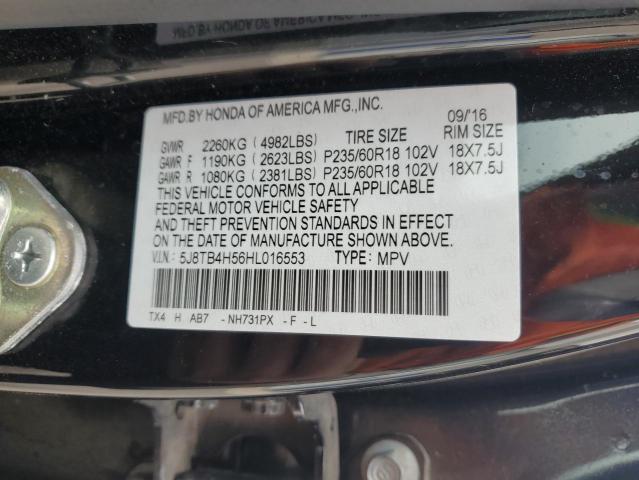 MFD.BY HONDA OF AMERICA MFG.,INC. 09/'16
GVWR 2260KG ( 4982LBS) TIRE SIZE RIM SIZE
GAWR F 1190KG ( 2623LBS) P235/60R18 102V 18X7.5J
GAWR R 1080KG ( 2381LBS) P235/60R18 102V 18X7.5J
THIS VEHICLE CONFORMS TO ALL APPLICABLE
FEDERAL MOTOR VEHICLE SAFETY
AND THEFT PREVENTION STANDARDS IN EFFECT
ON THE DATE OF MANUFACTURE SHOWN ABOVE.
V.I.N.: 5J8TB4H56HL016553 TYPE: MPV
TX4 H AB7 - NH731PX - F - L